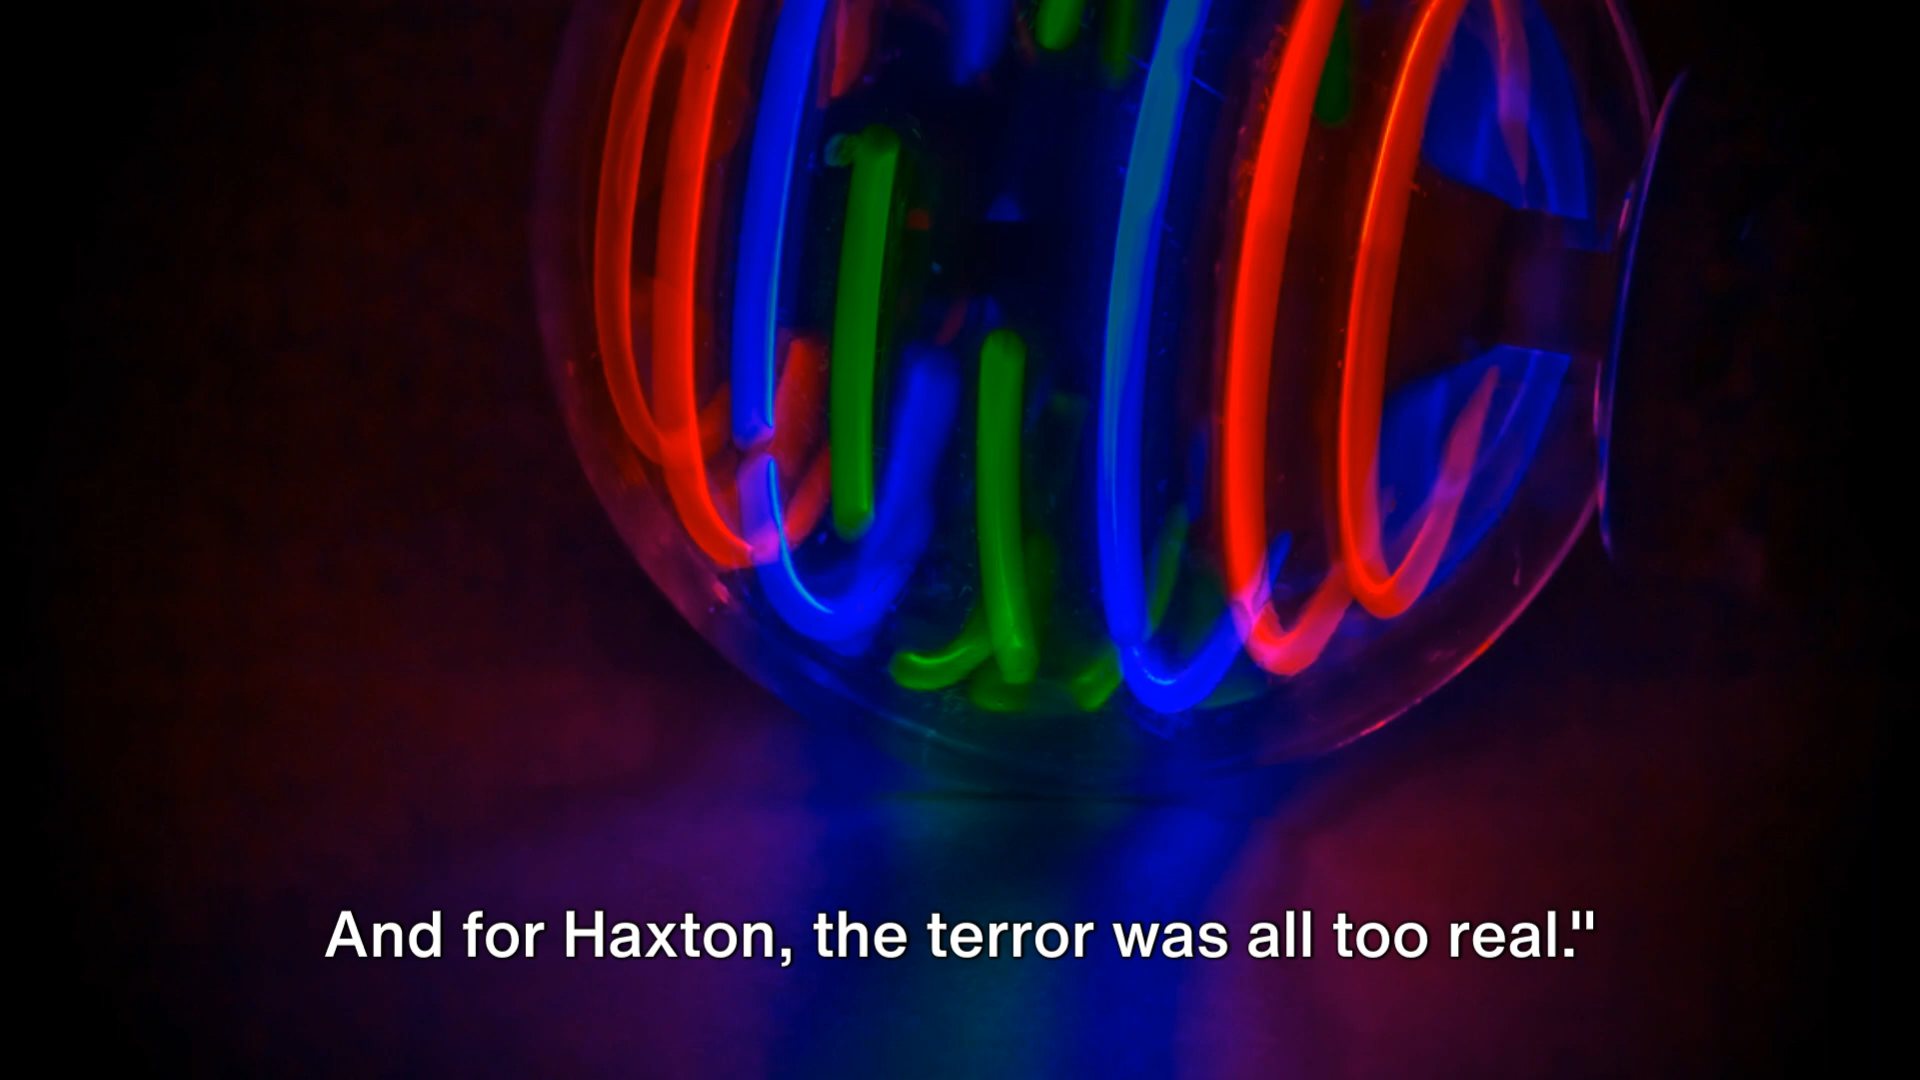 And for Haxton, the terror was all too real."